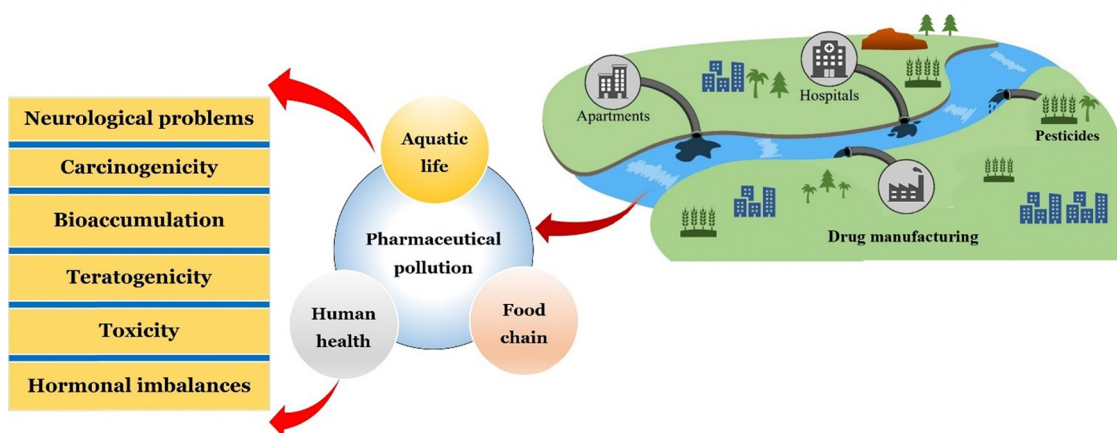 Neurological problems
Carcinogenicity
Bioaccumulation
Teratogenicity
Toxicity
Hormonal imbalances
Aquatic
life
Pharmaceutical
pollution
Human
health
Food
chain
Apartments
Hospitals
Pesticides
Drug manufacturing